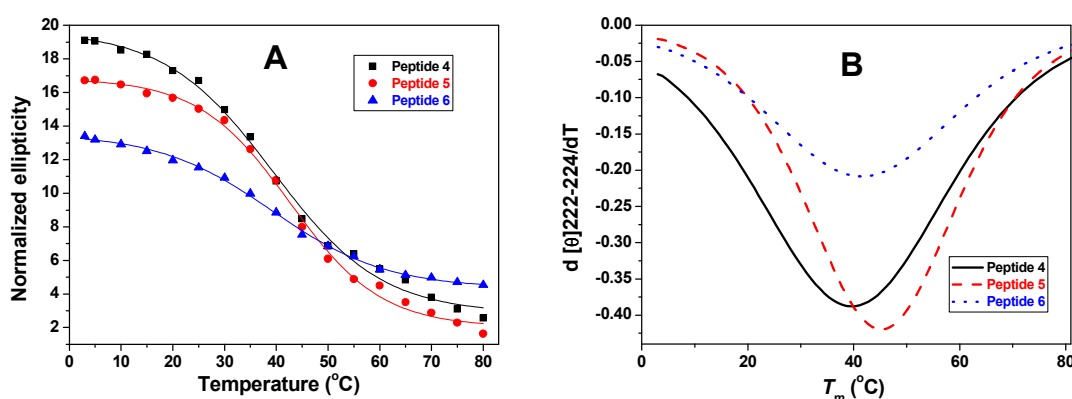 A
Peptide 4
Peptide 5
Peptide 6
Normalized ellipticity
20
18
16
14
12
10
8
6
4
2
0 10 20 30 40 50 60 70 80
Temperature (°C)
B
Peptide 4
Peptide 5
Peptide 6
d [θ]222-224/dT
0.00
-0.05
-0.10
-0.15
-0.20
-0.25
-0.30
-0.35
-0.40
0 20 40 60 80
Tm (°C)